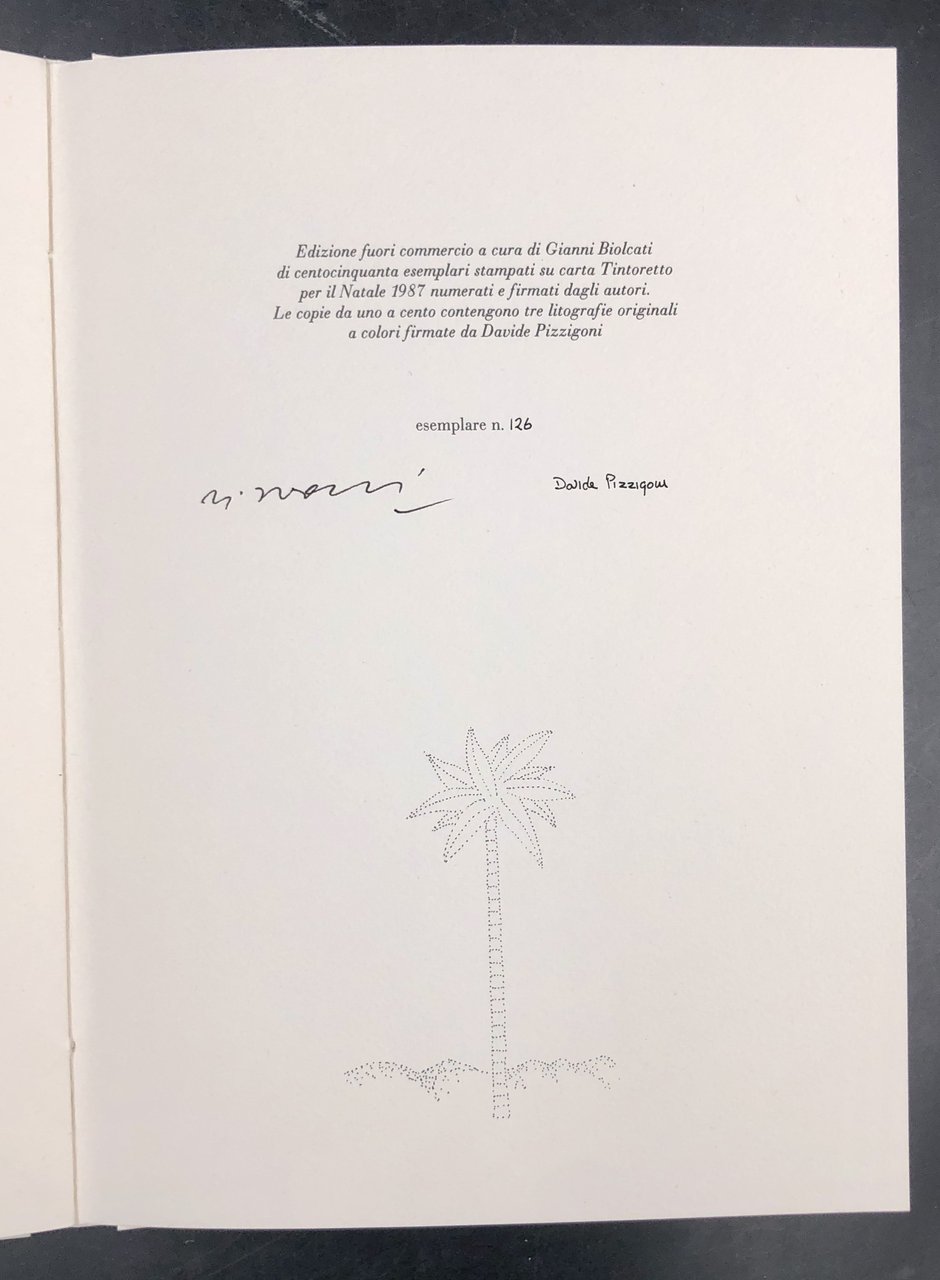 Edizione fuori commercio a cura di Gianni Biolcati
di centocinquanta esemplari stampati su carta Tintoretto
per il Natale 1987 numerati e firmati dagli autori.
Le copie da uno a cento contengono tre litografie originali
a colori firmate da Davide Pizzigoni
esemplare n. 126
Davide Pizzigoni